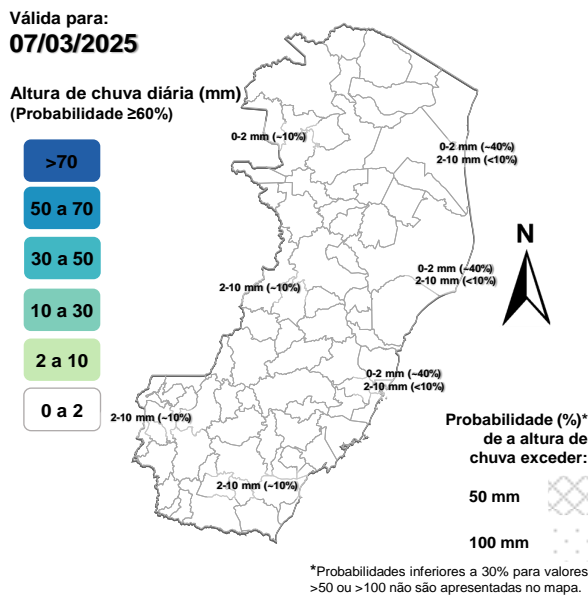 Válida para:
07/03/2025
Altura de chuva diária (mm)
(Probabilidade ≥60%)
>70
50 a 70
30 a 50
10 a 30
2 a 10
0 a 2
0-2 mm (~10%)
0-2 mm (~40%)
2-10 mm (<10%)
N
0-2 mm (~40%)
2-10 mm (<10%)
2-10 mm (~10%)
0-2 mm (~40%)
2-10 mm (<10%)
2-10 mm (~10%)
2-10 mm (~10%)
Probabilidade (%)*
de a altura de
chuva exceder:
50 mm
100 mm
*Probabilidades inferiores a 30% para valores
>50 ou >100 não são apresentadas no mapa.